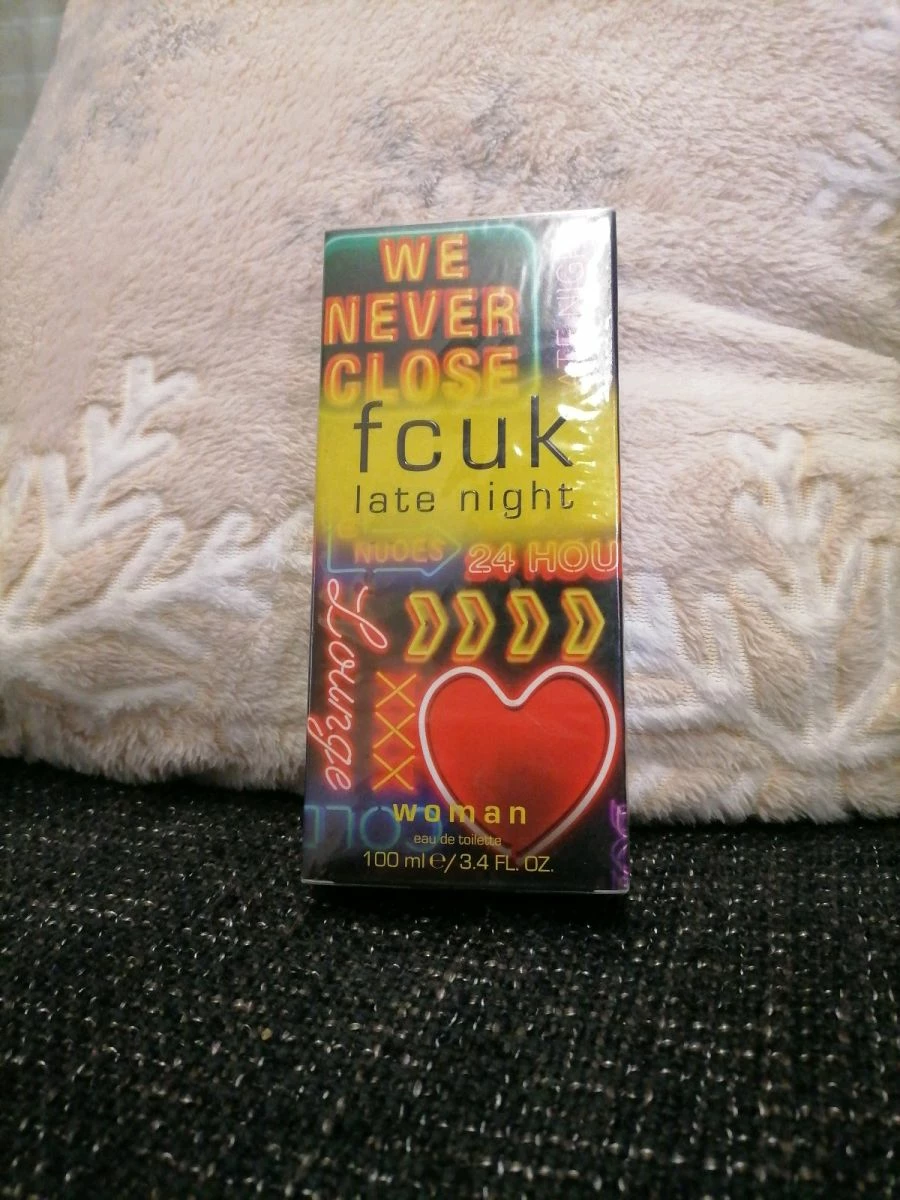 WE
NEVER
CLOSE
fcuk
late night
NUDES
24 HOU
Lounge
XXX
woman
eau de toilette
100 ml ℮/ 3.4 FL. OZ.